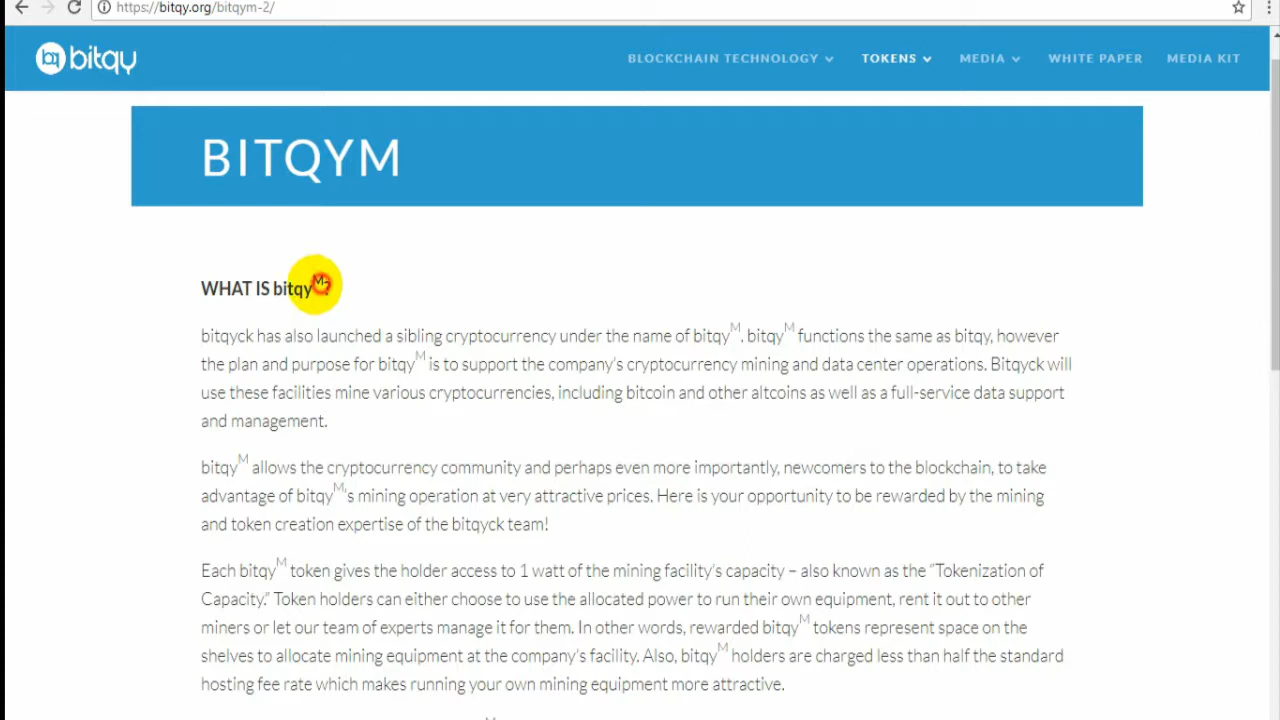 https://bitqy.org/bitqym-2/
bq bitqy
BLOCKCHAIN TECHNOLOGY TOKENS MEDIA WHITE PAPER MEDIA KIT
BITQYM
WHAT IS bitqyM?
bitqyck has also launched a sibling cryptocurrency under the name of bitqyM. bitqyM functions the same as bitqy, however
the plan and purpose for bitqyM is to support the company's cryptocurrency mining and data center operations. Bitqyck will
use these facilities mine various cryptocurrencies, including bitcoin and other altcoins as well as a full-service data support
and management.
bitqyM allows the cryptocurrency community and perhaps even more importantly, newcomers to the blockchain, to take
advantage of bitqyM's mining operation at very attractive prices. Here is your opportunity to be rewarded by the mining
and token creation expertise of the bitqyck team!
Each bitqyM token gives the holder access to 1 watt of the mining facility's capacity – also known as the “Tokenization of
Capacity.” Token holders can either choose to use the allocated power to run their own equipment, rent it out to other
miners or let our team of experts manage it for them. In other words, rewarded bitqyM tokens represent space on the
shelves to allocate mining equipment at the company's facility. Also, bitqyM holders are charged less than half the standard
hosting fee rate which makes running your own mining equipment more attractive.
M